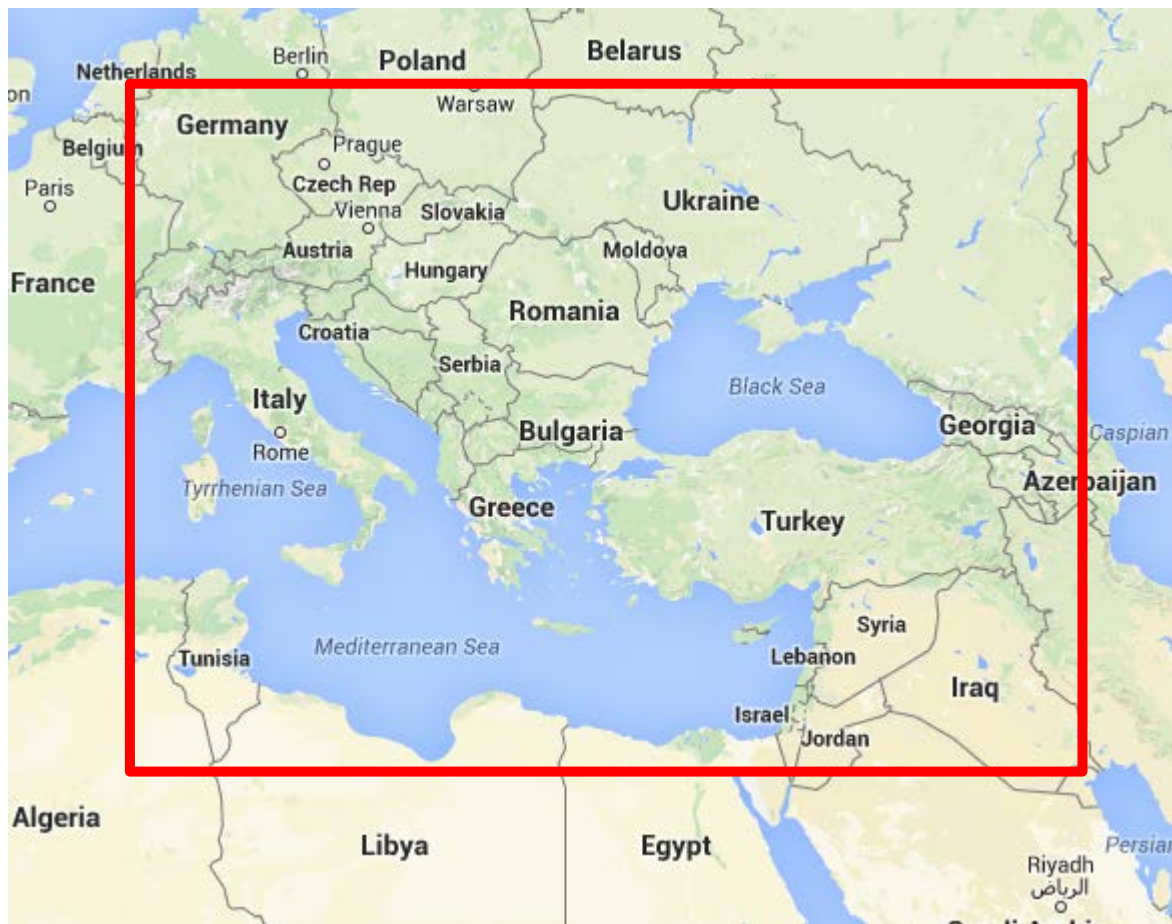 Belarus
Berlin
Poland
Netherlands
on
Warsaw
Germany
Belgium
Prague
Paris
Czech Rep
Ukraine
Vienna
Slovakia
Austria
Moldova
Hungary
France
Romania
Croatia
Serbia
Black Sea
Italy
Georgia
Bulgaria
Caspian
Rome
Azerbaijan
Tyrrhenian Sea
Greece
Turkey
Syria
Mediterranean Sea
Tunisia
Lebanon
Iraq
Israel
Jordan
Algeria
Libya
Egypt
Persian
Riyadh
الرياض